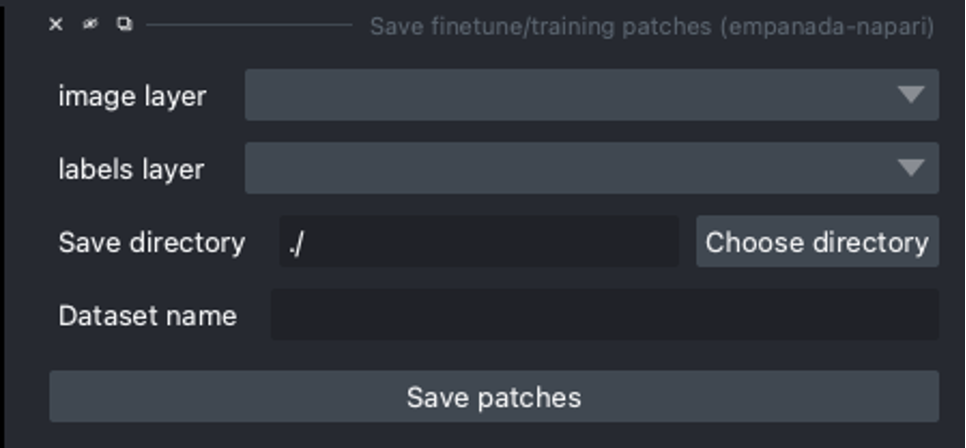 Save finetune/training patches (empanada-napari)
image layer
labels layer
Save directory ./ Choose directory
Dataset name
Save patches